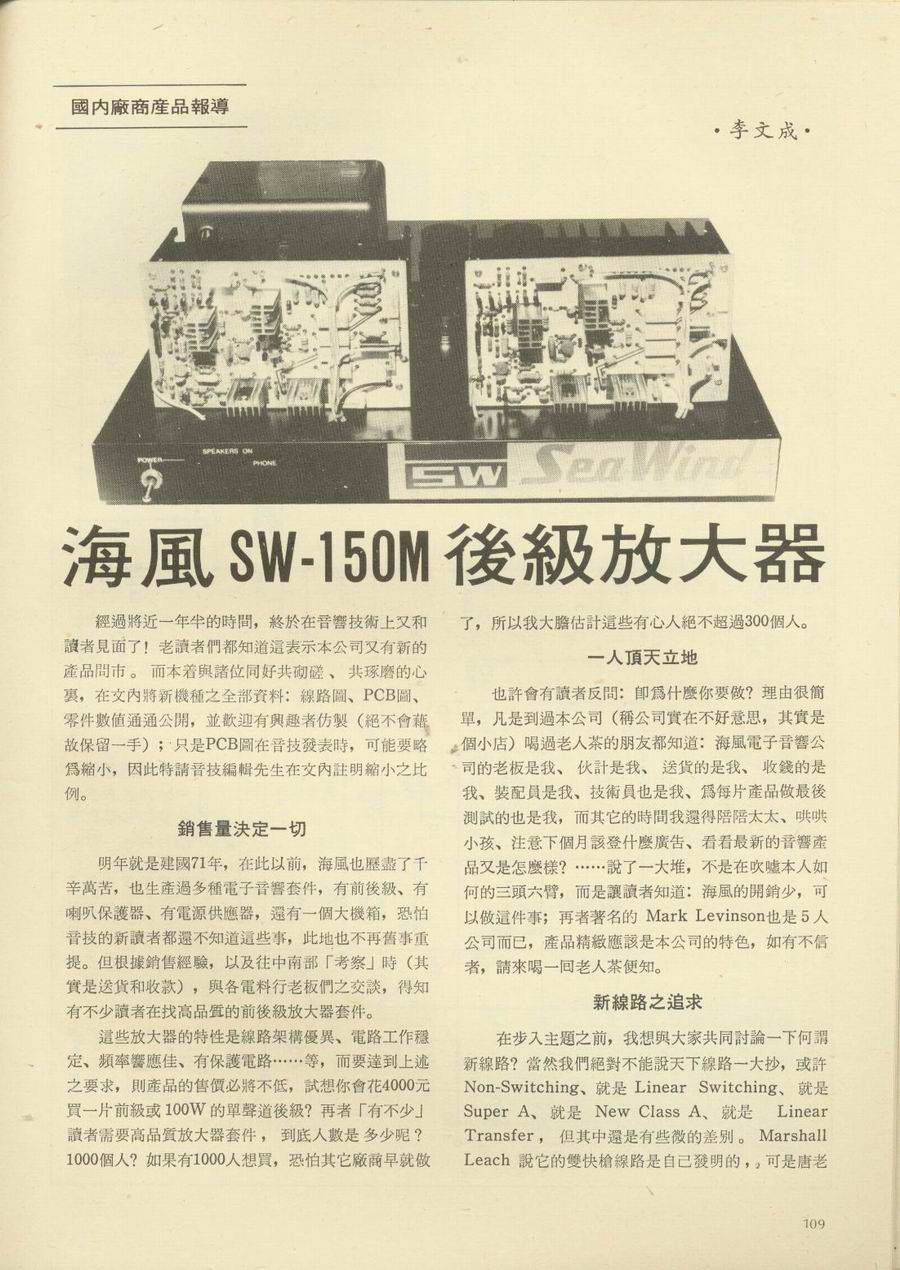 國内廠商産品報導
•李文成•
POWER
SPEAKERS ON
PHONE
SW
Sea Wind
海風 SW-150M 後級放大器
經過將近一年半的時間，終於在音響技術上又和
讀者見面了！老讀者們都知道這表示本公司又有新的
產品問市。而本着與諸位同好共砌磋、共琢磨的心
裏，在文內將新機種之全部資料：線路圖、PCB圖、
零件數值通通公開，並歡迎有興趣者仿製（絕不會藉
故保留一手）；只是PCB圖在音技發表時，可能要略
爲縮小，因此特請音技編輯先生在文內註明縮小之比
例。
銷售量決定一切
明年就是建國71年，在此以前，海風也歷盡了千
辛萬苦，也生產過多種電子音響套件，有前後級、有
喇叭保護器、有電源供應器，還有一個大機箱，恐怕
音技的新讀者都還不知道這些事，此地也不再舊事重
提。但根據銷售經驗，以及往中南部「考察」時（其
實是送貨和收款），與各電料行老板們之交談，得知
有不少讀者在找高品質的前後級放大器套件。
這些放大器的特性是線路架構優異、電路工作穩
定、頻率響應佳、有保護電路……等，而要達到上述
之要求，則產品的售價必將不低，試想你會花4000元
買一片前級或100W的單聲道後級？再者「有不少」
讀者需要高品質放大器套件，到底人數是多少呢？
1000個人？如果有1000人想買，恐怕其它廠商早就做
了，所以我大膽估計這些有心人絕不超過300個人。
一人頂天立地
也許會有讀者反問：卽爲什麼你要做？理由很簡
單，凡是到過本公司（稱公司實在不好意思，其實是
個小店）喝過老人茶的朋友都知道：海風電子音響公
司的老板是我、伙計是我、送貨的是我、收錢的是
我、裝配員是我、技術員也是我、爲每片產品做最後
測試的也是我，而其它的時間我還得陪陪太太、哄哄
小孩、注意下個月該登什麼廣告、看看最新的音響產
品又是怎麼樣？……說了一大堆，不是在吹噓本人如
何的三頭六臂，而是讓讀者知道：海風的開銷少，可
以做這件事；再者著名的 Mark Levinson也是5人
公司而已，產品精緻應該是本公司的特色，如有不信
者，請來喝一囘老人茶便知。
新線路之追求
在步入主題之前，我想與大家共同討論一下何謂
新線路？當然我們絕對不能說天下線路一大抄，或許
Non-Switching、就是 Linear Switching、就是
Super A、就是 New Class A、就是 Linear
Transfer，但其中還是有些微的差別。Marshall
Leach 說它的雙快槍線路是自己發明的，，可是唐老
109